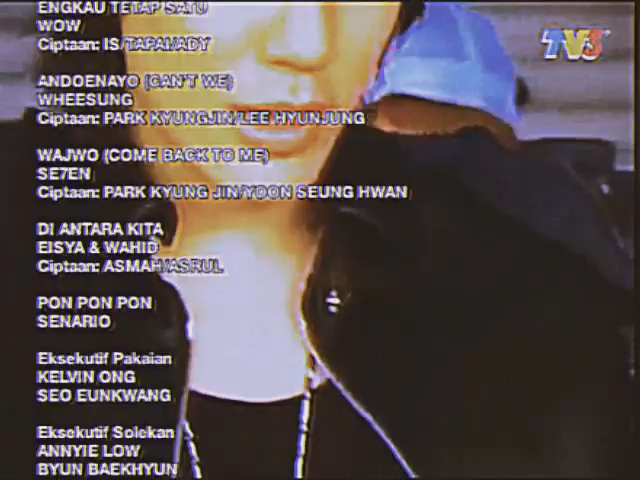 ENGKAU TETAP SATU
WOW
Ciptaan: IS/TAPAI/ADY
ANDOENAYO (CAN'T WE)
WHEESUNG
Ciptaan: PARK KYUNGJIN/LEE HYUNJUNG
WAJWO (COME BACK TO ME)
SE7EN
Ciptaan: PARK KYUNG JIN/YOON SEUNG HWAN
DI ANTARA KITA
EISYA & WAHID
Ciptaan: ASMAH/ASRUL
PON PON PON
SENARIO
Eksekutif Pakaian
KELVIN ONG
SEO EUNKWANG
Eksekutif Solekan
ANNYIE LOW
BYUN BAEKHYUN
TV3